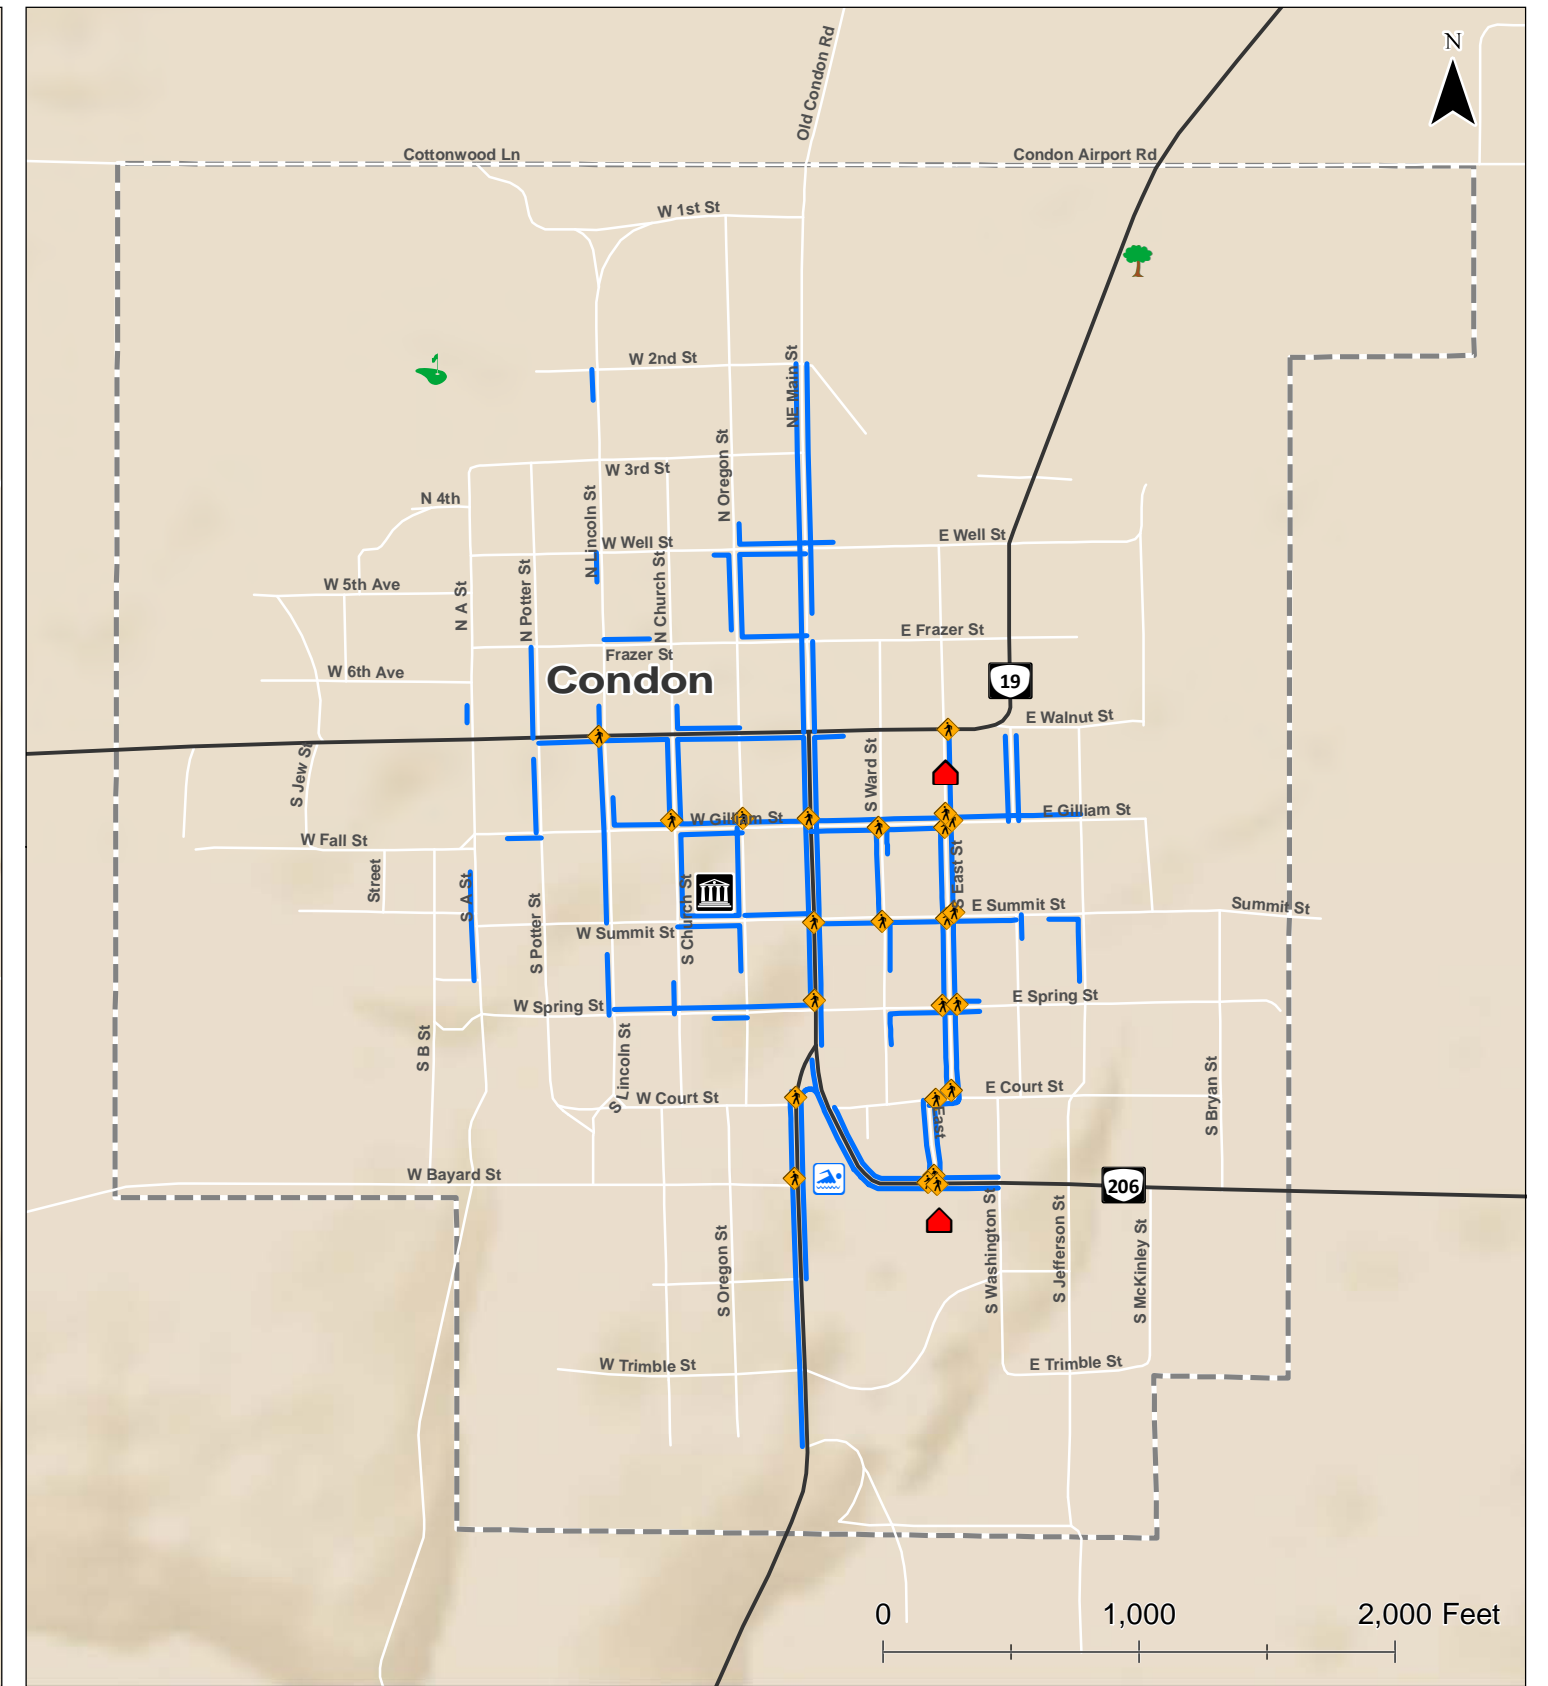 N
Old Condon Rd
Cottonwood Ln
Condon Airport Rd
W 1st St
W 2nd St
NE Main St
N Oregon St
W 3rd St
N Lincoln St
N 4th
E Well St
W Well St
N Church St
N Potter St
W 5th Ave
N A St
E Frazer St
Frazer St
W 6th Ave
Condon
19
E Walnut St
S Jew St
S Ward St
E Gilliam St
W Gilliam St
W Fall St
Street
S A St
S East St
S Church St
E Summit St
Summit St
S Potter St
W Summit St
E Spring St
W Spring St
S B St
S Lincoln St
S Bryan St
E Court St
W Court St
East
W Bayard St
206
S Washington St
S Jefferson St
S McKinley St
S Oregon St
W Trimble St
E Trimble St
0 1,000 2,000 Feet